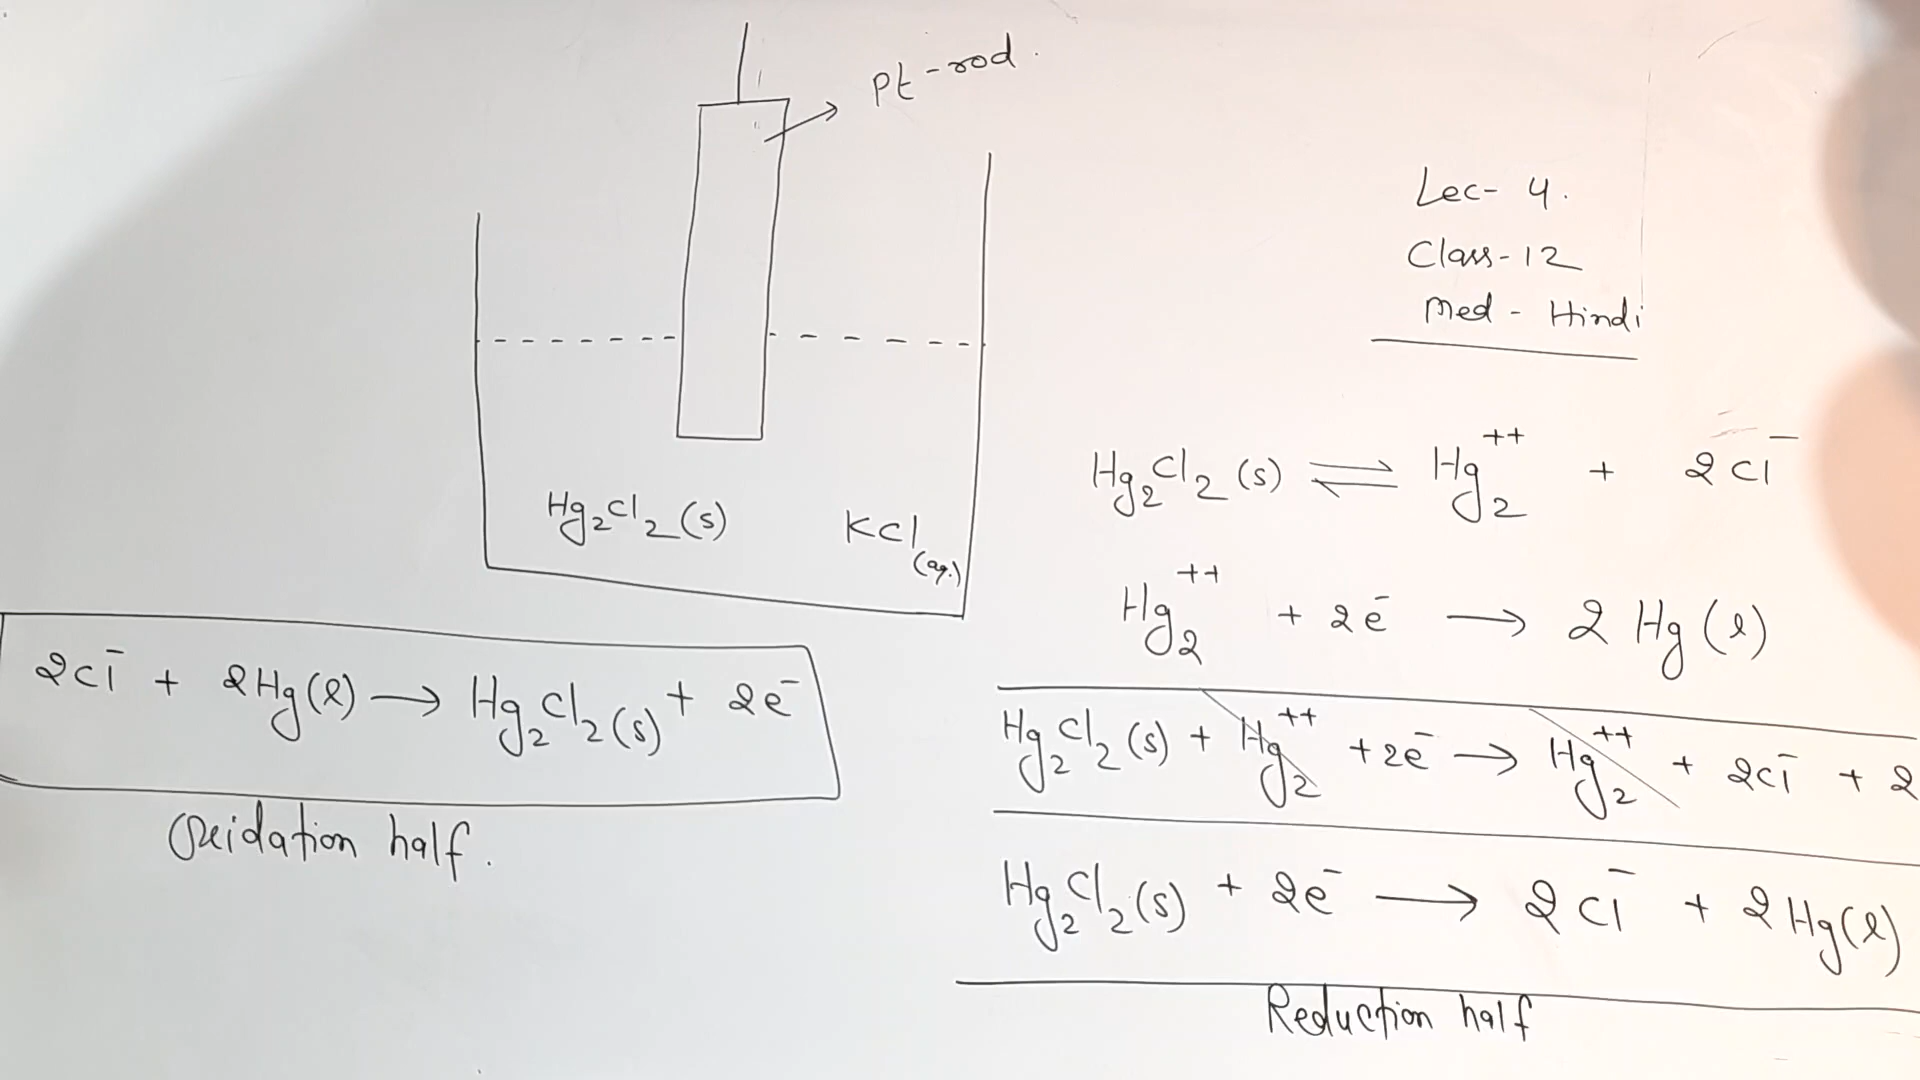 Pt-rod.
Lec- 4.
Class-12
Med - Hindi
Hg₂Cl₂(s) ⇌ Hg₂⁺⁺ + 2Cl⁻
Hg₂Cl₂(s) KCl(aq.)
Hg₂⁺⁺ + 2e⁻ → 2Hg(l)
2Cl⁻ + 2Hg(l) → Hg₂Cl₂(s) + 2e⁻
Oxidation half.
Hg₂Cl₂(s) + Hg₂⁺⁺ + 2e⁻ → Hg₂⁺⁺ + 2Cl⁻ + 2
Hg₂Cl₂(s) + 2e⁻ → 2Cl⁻ + 2Hg(l)
Reduction half